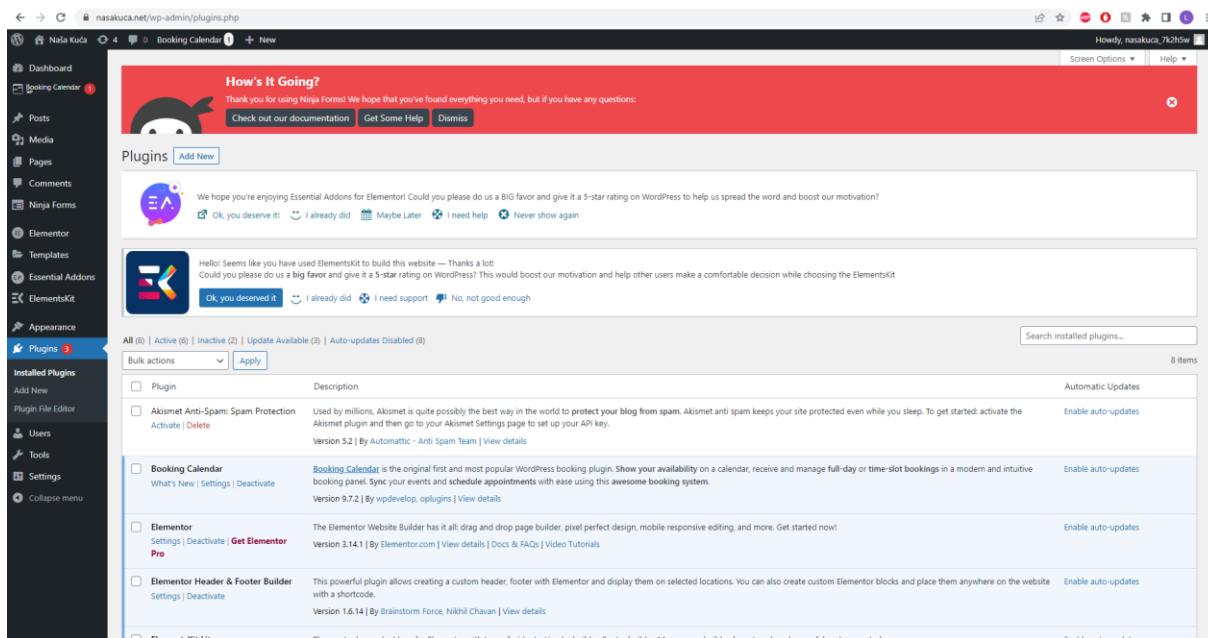 nasakuca.net/wp-admin/plugins.php
Naša Kuća 4 0 Booking Calendar 1 + New Howdy, nasakuca_7k2h5w
Screen Options ▼ Help ▼
Dashboard
Booking Calendar 1
Posts
Media
Pages
Comments
Ninja Forms
Elementor
Templates
Essential Addons
ElementsKit
Appearance
Plugins 3
Installed Plugins
Add New
Plugin File Editor
Users
Tools
Settings
Collapse menu
How's It Going?
Thank you for using Ninja Forms! We hope that you've found everything you need, but if you have any questions:
Check out our documentation Get Some Help Dismiss
Plugins Add New
We hope you're enjoying Essential Addons for Elementor! Could you please do us a BIG favor and give it a 5-star rating on WordPress to help us spread the word and boost our motivation?
Ok, you deserve it! I already did Maybe Later I need help Never show again
Hello! Seems like you have used ElementsKit to build this website — Thanks a lot!
Could you please do us a big favor and give it a 5-star rating on WordPress? This would boost our motivation and help other users make a comfortable decision while choosing the ElementsKit
Ok, you deserved it I already did I need support No, not good enough
Search installed plugins...
All (8) | Active (6) | Inactive (2) | Update Available (3) | Auto-updates Disabled (8)
Bulk actions Apply 8 items
Plugin Description Automatic Updates
Akismet Anti-Spam: Spam Protection
Activate | Delete
Used by millions, Akismet is quite possibly the best way in the world to protect your blog from spam. Akismet anti spam keeps your site protected even while you sleep. To get started: activate the
Akismet plugin and then go to your Akismet Settings page to set up your API key.
Version 5.2 | By Automattic - Anti Spam Team | View details
Enable auto-updates
Booking Calendar
What's New | Settings | Deactivate
Booking Calendar is the original first and most popular WordPress booking plugin. Show your availability on a calendar, receive and manage full-day or time-slot bookings in a modern and intuitive
booking panel. Sync your events and schedule appointments with ease using this awesome booking system.
Version 9.7.2 | By wpdevelop, oplugins | View details
Enable auto-updates
Elementor
Settings | Deactivate | Get Elementor
Pro
The Elementor Website Builder has it all: drag and drop page builder, pixel perfect design, mobile responsive editing, and more. Get started now!
Version 3.14.1 | By Elementor.com | View details | Docs & FAQs | Video Tutorials
Enable auto-updates
Elementor Header & Footer Builder
Settings | Deactivate
This powerful plugin allows creating a custom header, footer with Elementor and display them on selected locations. You can also create custom Elementor blocks and place them anywhere on the website
with a shortcode.
Version 1.6.14 | By Brainstorm Force, Nikhil Chavan | View details
Enable auto-updates